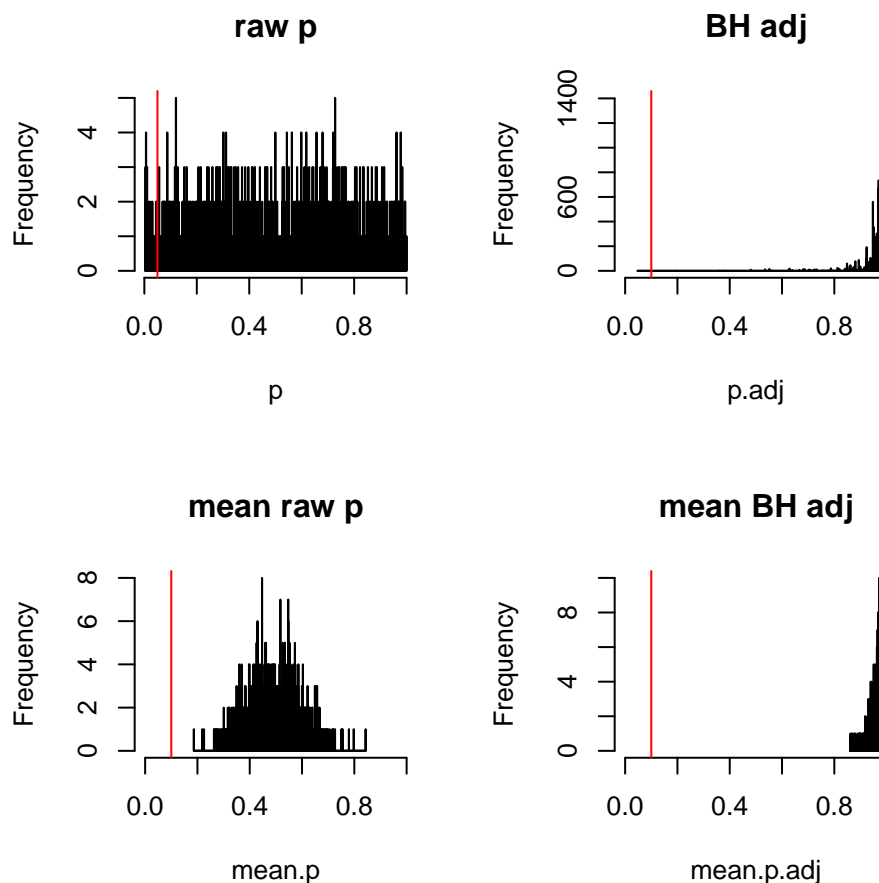 raw p
Frequency
0 2 4
0.0 0.4 0.8
p
BH adj
Frequency
0 600 1400
0.0 0.4 0.8
p.adj
mean raw p
Frequency
0 2 4 6 8
0.0 0.4 0.8
mean.p
mean BH adj
Frequency
0 4 8
0.0 0.4 0.8
mean.p.adj